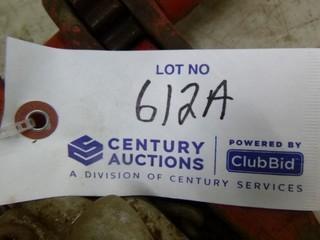 LOT NO
612A
CENTURY AUCTIONS
POWERED BY
ClubBid
A DIVISION OF CENTURY SERVICES